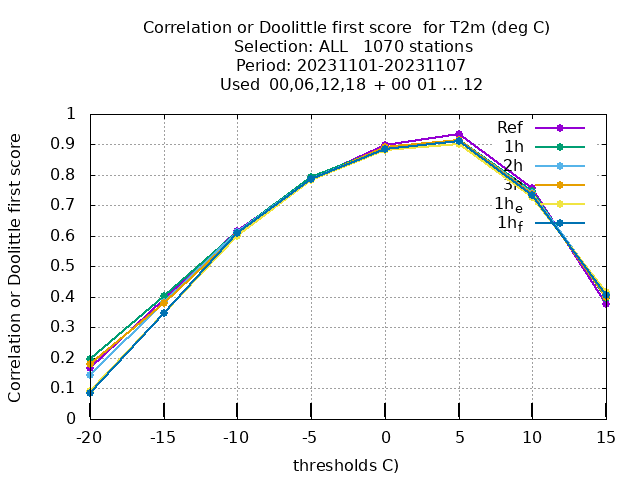 Correlation or Doolittle first score  for T2m (deg C)
Selection: ALL   1070 stations
Period: 20231101-20231107
Used  00,06,12,18  + 00 01 ... 12
Correlation or Doolittle first score
1
0.9
0.8
0.7
0.6
0.5
0.4
0.3
0.2
0.1
0
-20 -15 -10 -5 0 5 10 15
thresholds C)
Ref
1h
2h
3h
1he
1hf